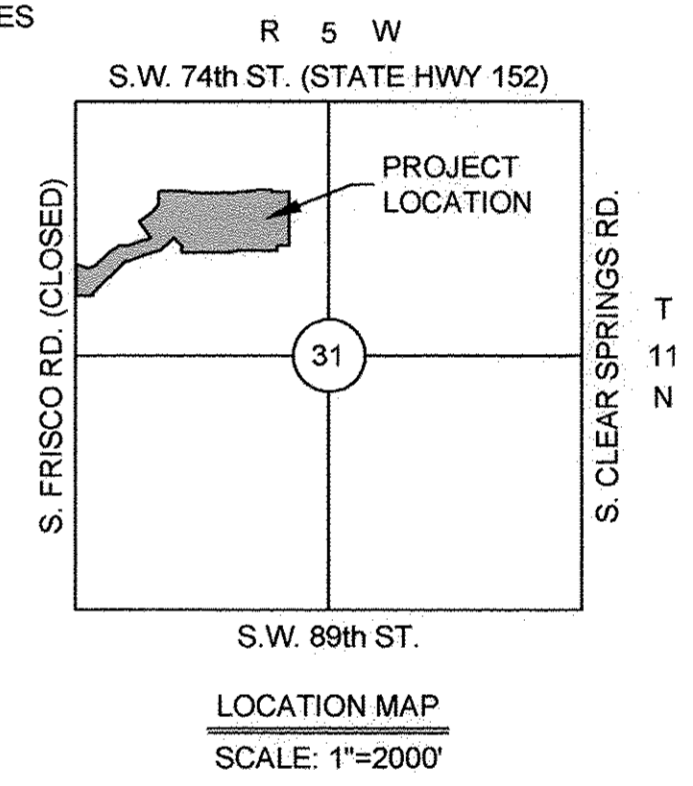 ES
R 5 W
S.W. 74th ST. (STATE HWY 152)
PROJECT
LOCATION
S. FRISCO RD. (CLOSED)
S. CLEAR SPRINGS RD.
T
11
N
31
S.W. 89th ST.
LOCATION MAP
SCALE: 1"=2000'